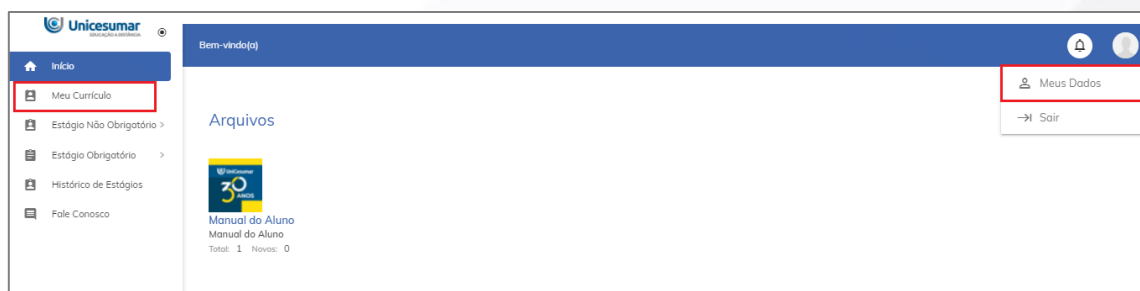 Unicesumar
EDUCAÇÃO A DISTÂNCIA
Bem-vindo(a)
Início
Meu Currículo
Estágio Não Obrigatório >
Estágio Obrigatório >
Histórico de Estágios
Fale Conosco
Meus Dados
Sair
Arquivos
UniCesumar
30
ANOS
Manual do Aluno
Manual do Aluno
Total: 1 Novos: 0